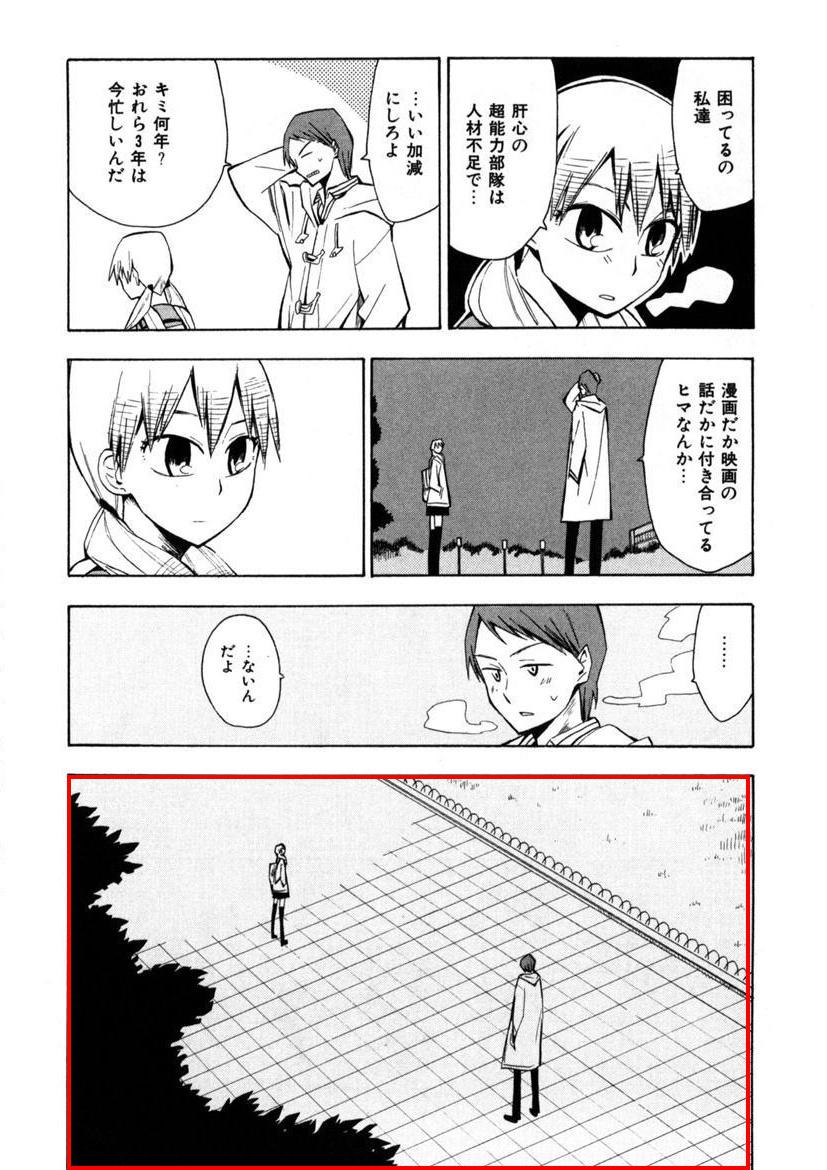 困ってるの
私達
肝心の
超能力部隊は
人材不足で…
…いい加減
にしろよ
キミ何年?
おれら3年は
今忙しいんだ
漫画だか映画の
話だかに付き合ってる
ヒマなんか…
……
…ないん
だよ